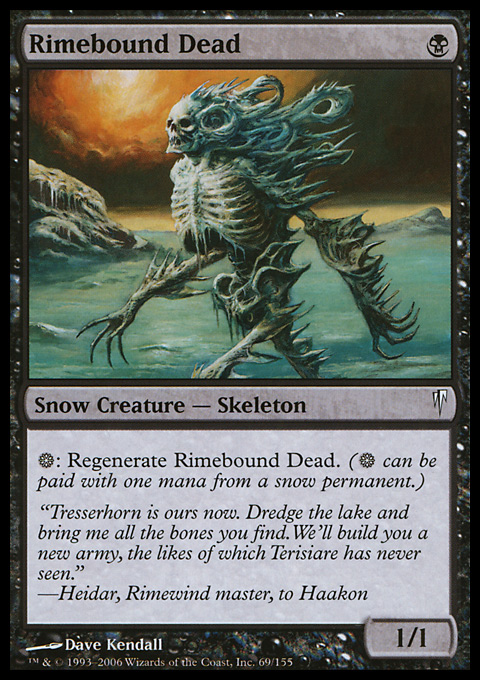 Rimebound Dead
Snow Creature — Skeleton
: Regenerate Rimebound Dead. ( can be
paid with one mana from a snow permanent.)
“Tresserhorn is ours now. Dredge the lake and
bring me all the bones you find.We’ll build you a
new army, the likes of which Terisiare has never
seen.”
—Heidar, Rimewind master, to Haakon
Dave Kendall
1/1
™ & © 1993–2006 Wizards of the Coast, Inc. 69/155